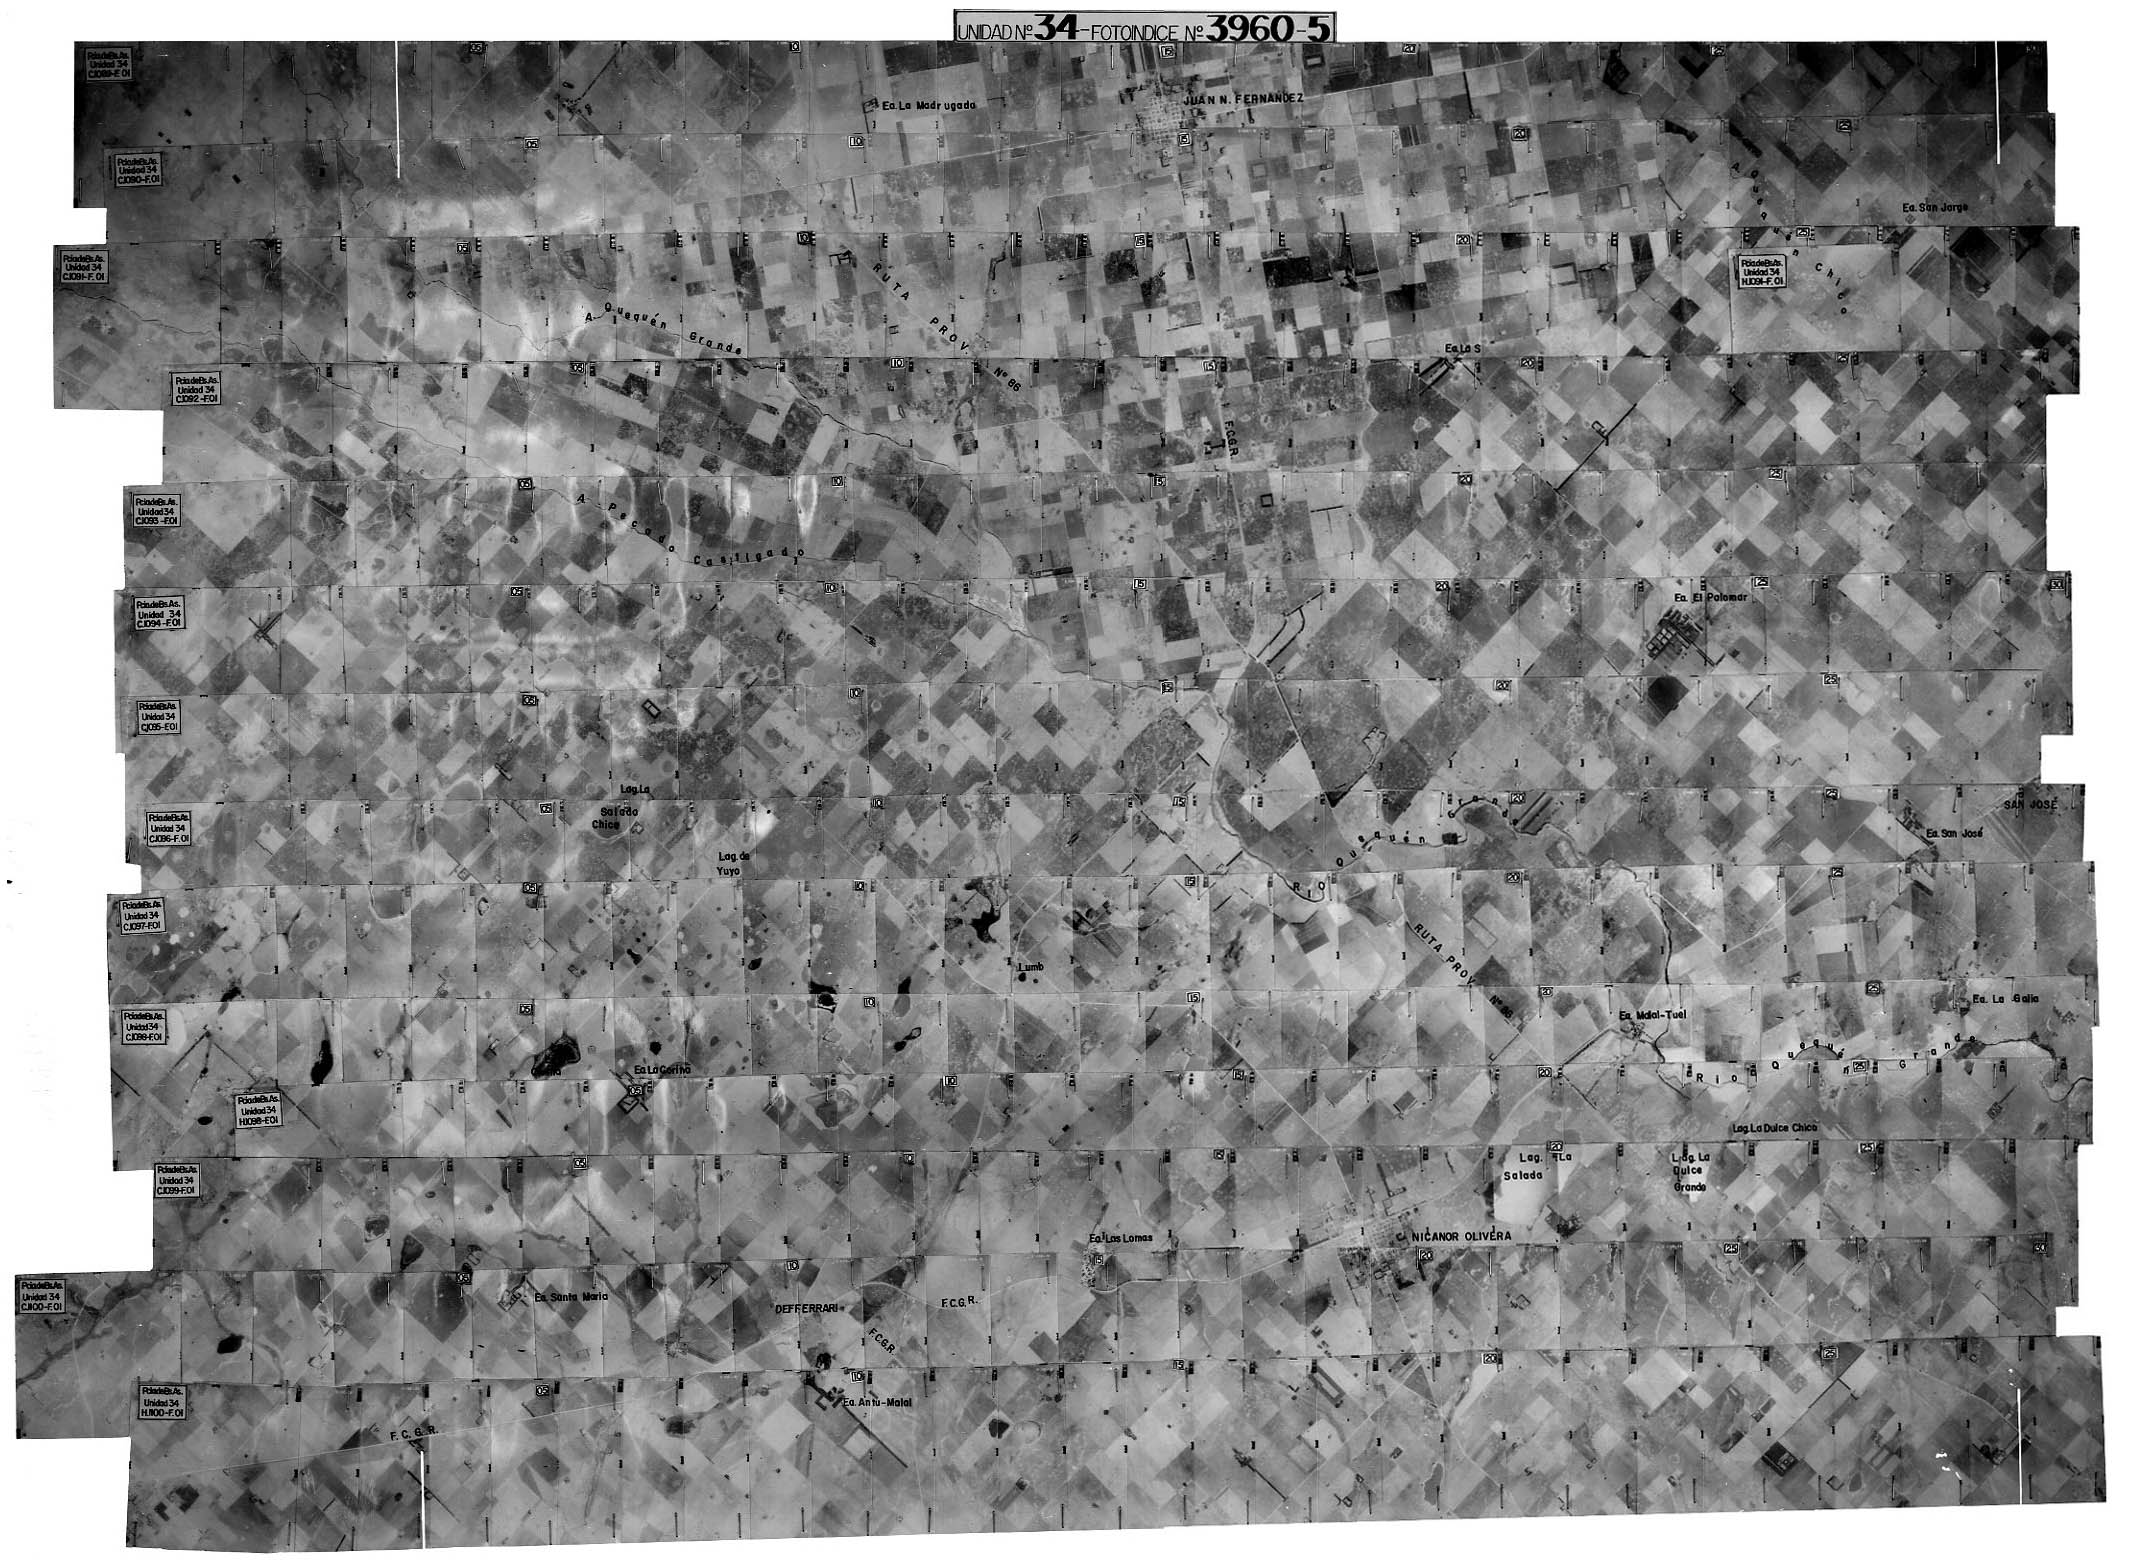 UNIDAD Nº 34-FOTOINDICE Nº 3960-5
Pcia de Bs.As.
Unidad 34
CJ089-F.01
05
10
15
20
25
30
Ea. La Madrugada
JUAN N. FERNANDEZ
Pcia de Bs.As.
Unidad 34
CJ090-F.01
05
10
15
20
25
A. Quequén Chico
Ea. San Jorge
Pcia de Bs.As.
Unidad 34
CJ091-F.01
05
10
15
20
25
Pcia de Bs.As.
Unidad 34
HJ091-F.01
RUTA PROV. Nº 86
A. Quequén Grande
Ea. La S
Pcia de Bs.As.
Unidad 34
CJ092-F.01
05
10
15
20
25
F.C.G.R.
Pcia de Bs.As.
Unidad 34
CJ093-F.01
05
10
15
20
25
A. Pescado Castigado
Pcia de Bs.As.
Unidad 34
CJ094-F.01
05
10
15
20
25
30
Ea. El Palomar
Pcia de Bs.As.
Unidad 34
CJ095-F.01
05
10
15
20
25
Lag. La
Salada
Chica
Pcia de Bs.As.
Unidad 34
CJ096-F.01
05
10
15
20
25
SAN JOSÉ
Ea. San José
Lag. de
Yuyo
RIO Quequén Grande
Pcia de Bs.As.
Unidad 34
CJ097-F.01
05
10
15
20
25
RUTA PROV. Nº 86
Lumb
Pcia de Bs.As.
Unidad 34
CJ098-F.01
05
10
15
20
25
Ea. La Galia
Ea. Malal-Tuel
Rio Quequén Grande
Ea. La Corina
Pcia de Bs.As.
Unidad 34
HJ098-F.01
05
10
15
20
25
Lag. La Dulce Chica
Pcia de Bs.As.
Unidad 34
CJ099-F.01
05
10
15
20
25
Lag. La
Salada
Lag. La
Dulce
Grande
Ea. Las Lomas
NICANOR OLIVERA
Pcia de Bs.As.
Unidad 34
CJ100-F.01
05
10
15
20
25
30
Ea. Santa Maria
DEFFERRARI
F.C.G.R.
F.C.G.R.
Pcia de Bs.As.
Unidad 34
HJ100-F.01
05
10
15
20
25
Ea. Antu-Malal
F. C. G. R.